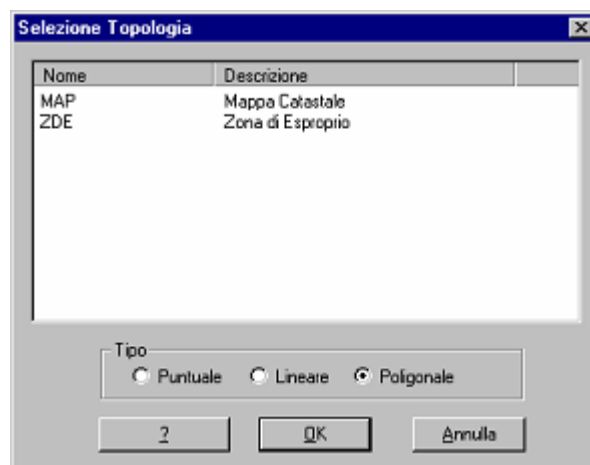 Selezione Topologia
Nome Descrizione
MAP Mappa Catastale
ZDE Zona di Esproprio
Tipo
Puntuale Lineare Poligonale
? OK Annulla